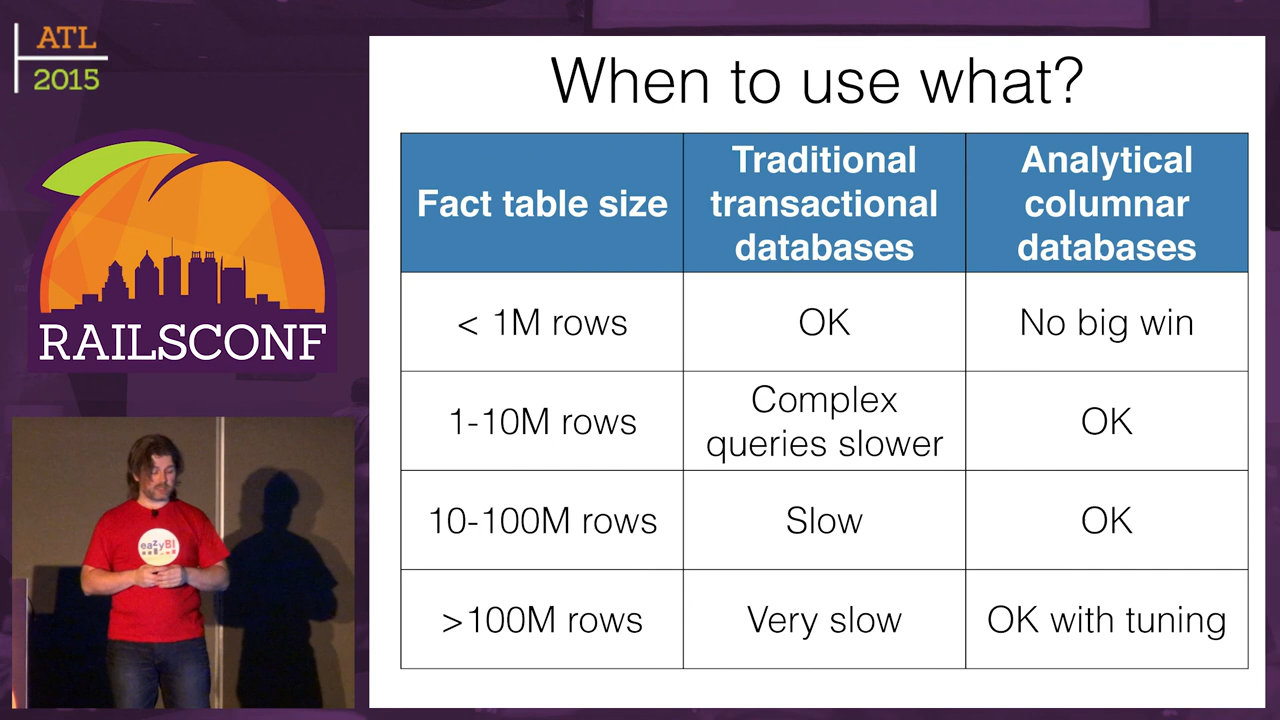 ATL
2015
RAILSCONF
eazyBI
When to use what?
Fact table size
Traditional
transactional
databases
Analytical
columnar
databases
< 1M rows
OK
No big win
1-10M rows
Complex
queries slower
OK
10-100M rows
Slow
OK
>100M rows
Very slow
OK with tuning